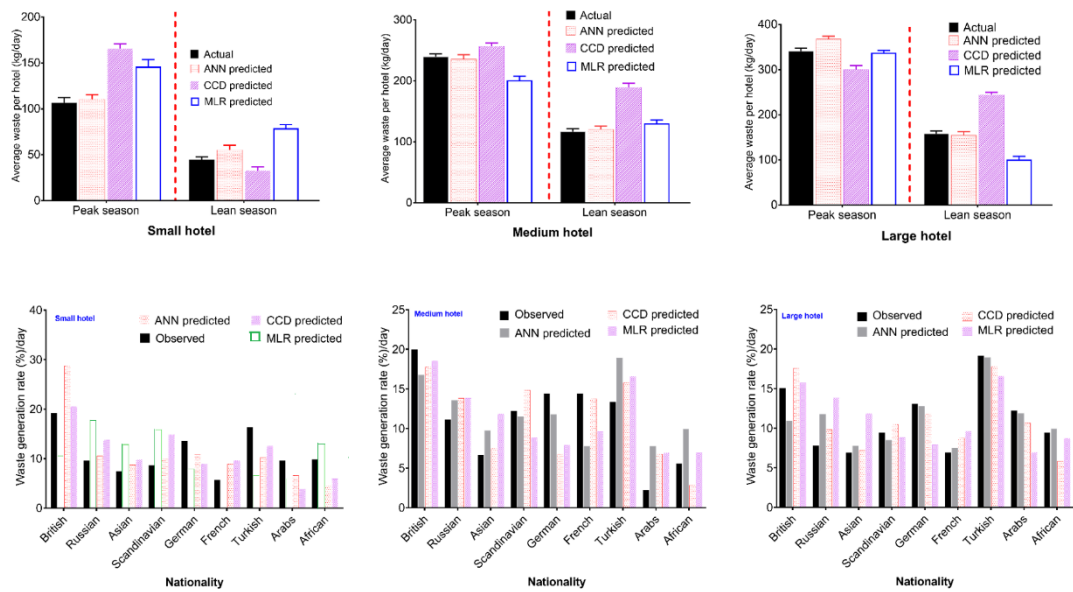 Average waste per hotel (kg/day)
200
150
100
50
0
Actual
ANN predicted
CCD predicted
MLR predicted
Peak season
Lean season
Small hotel
Average waste per hotel (kg/day)
300
200
100
0
Actual
ANN predicted
CCD predicted
MLR predicted
Peak season
Lean season
Medium hotel
Average waste per hotel (kg/day)
400
300
200
100
0
Actual
ANN predicted
CCD predicted
MLR predicted
Peak season
Lean season
Large hotel
Waste generation rate (%)/day
40
30
20
10
0
Small hotel
ANN predicted
CCD predicted
Observed
MLR predicted
British
Russian
Asian
Scandinavian
German
French
Turkish
Arabs
African
Nationality
Waste generation rate (%)/day
25
20
15
10
5
0
Medium hotel
Observed
CCD predicted
ANN predicted
MLR predicted
British
Russian
Asian
Scandinavian
German
French
Turkish
Arabs
African
Nationality
Waste generation rate (%)/day
25
20
15
10
5
0
Large hotel
Observed
CCD predicted
ANN predicted
MLR predicted
British
Russian
Asian
Scandinavian
German
French
Turkish
Arabs
African
Nationality